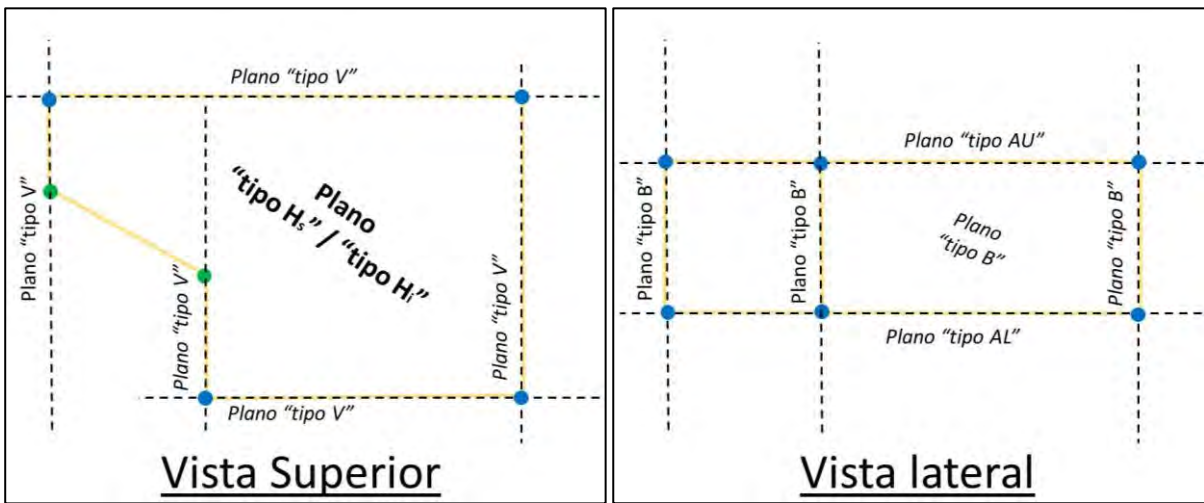 Plano “tipo V”
Plano “tipo V”
Plano
“tipo Hs” / “tipo Hi”
Plano “tipo V”
Plano “tipo V”
Plano “tipo V”
Vista Superior
Plano “tipo AU”
Plano “tipo B”
Plano “tipo B”
Plano
“tipo B”
Plano “tipo B”
Plano “tipo AL”
Vista lateral